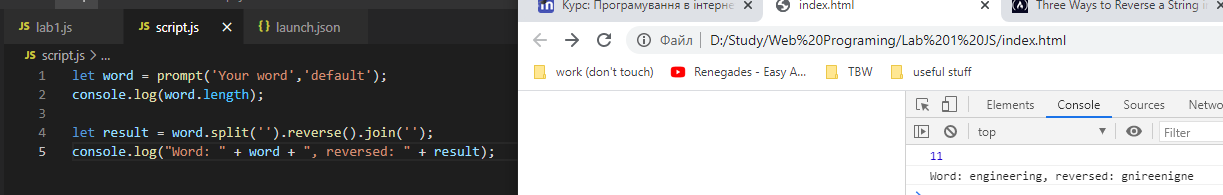 lab1.js
script.js
launch.json
script.js > ...
1 let word = prompt('Your word','default');
2 console.log(word.length);
3
4 let result = word.split('').reverse().join('');
5 console.log("Word: " + word + ", reversed: " + result);
Курс: Програмування в інтерне
index.html
Three Ways to Reverse a String i
Файл | D:/Study/Web%20Programing/Lab%201%20JS/index.html
work (don't touch)
Renegades - Easy A...
TBW
useful stuff
Elements Console Sources Netwo
top
Filter
11
Word: engineering, reversed: gnireenigne